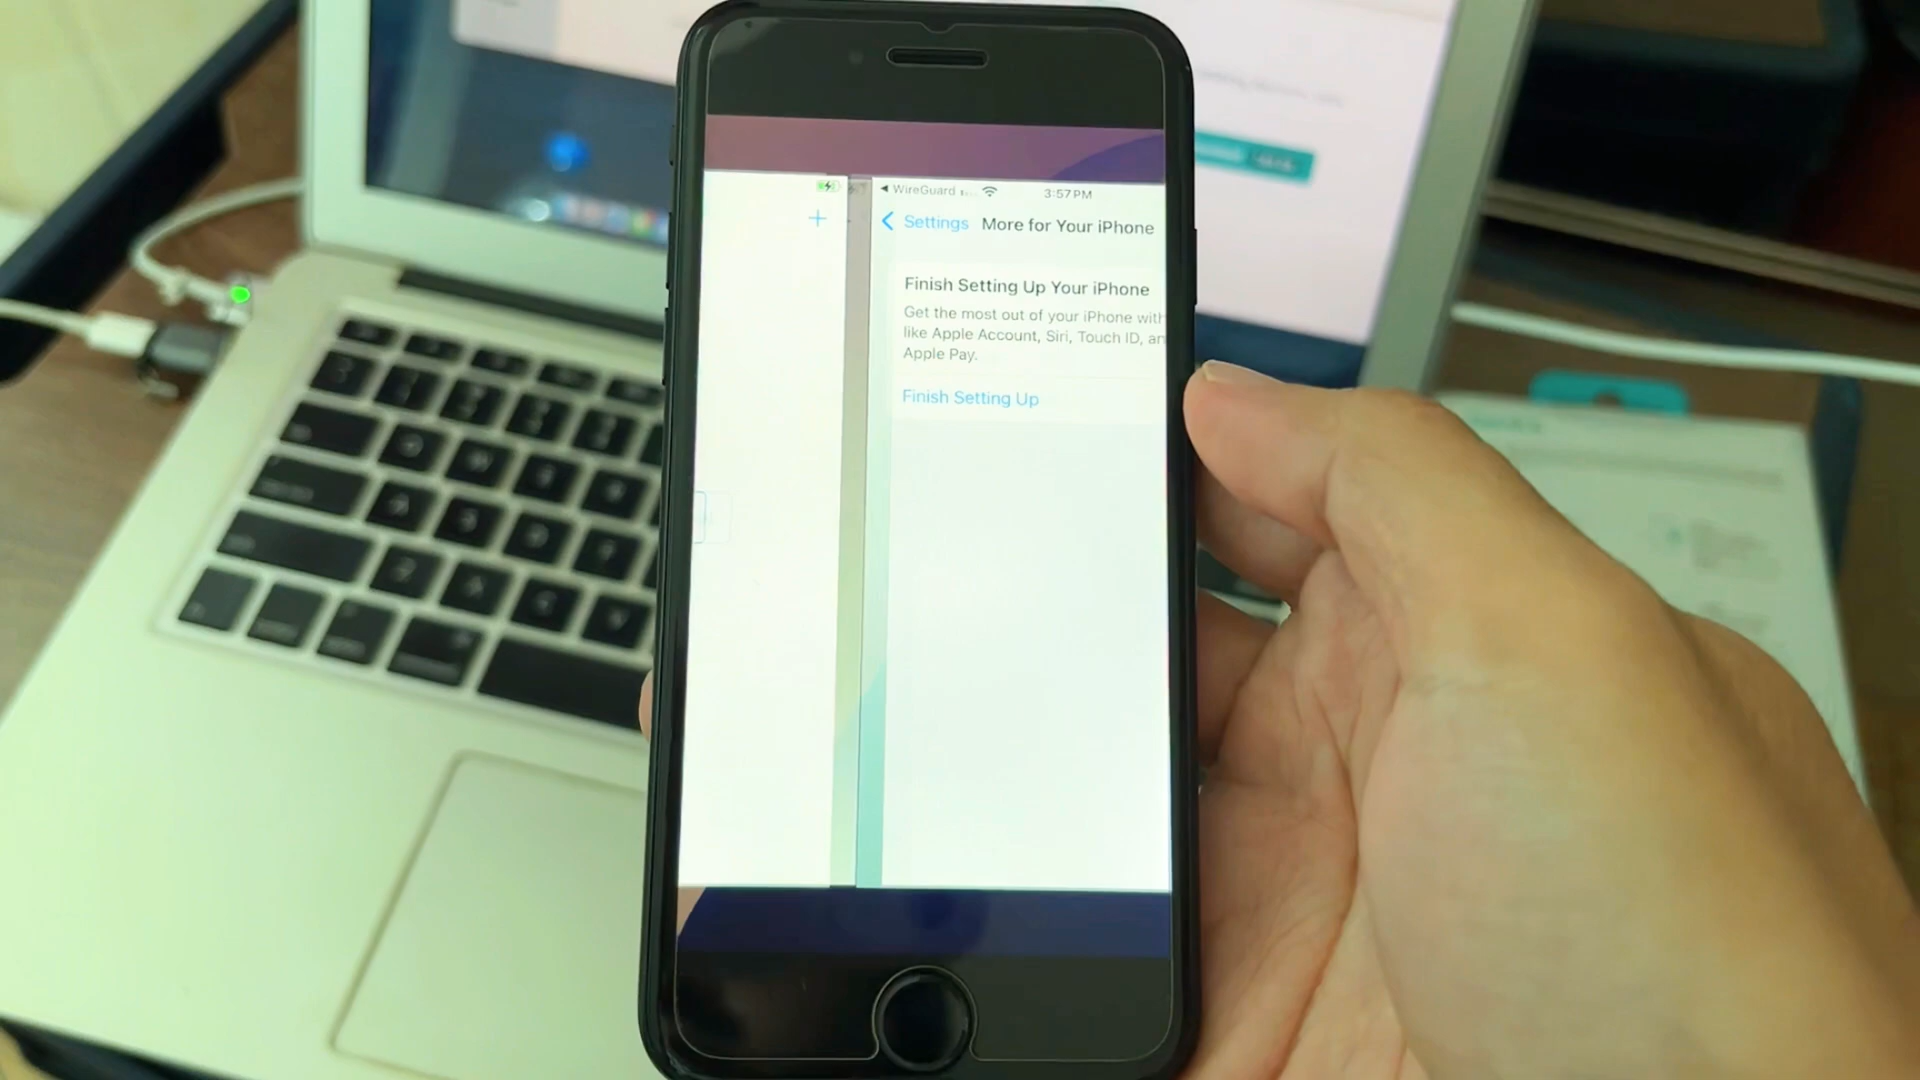 WireGuard
3:57 PM
+
Settings
More for Your iPhone
Finish Setting Up Your iPhone
Get the most out of your iPhone with
like Apple Account, Siri, Touch ID, an
Apple Pay.
Finish Setting Up